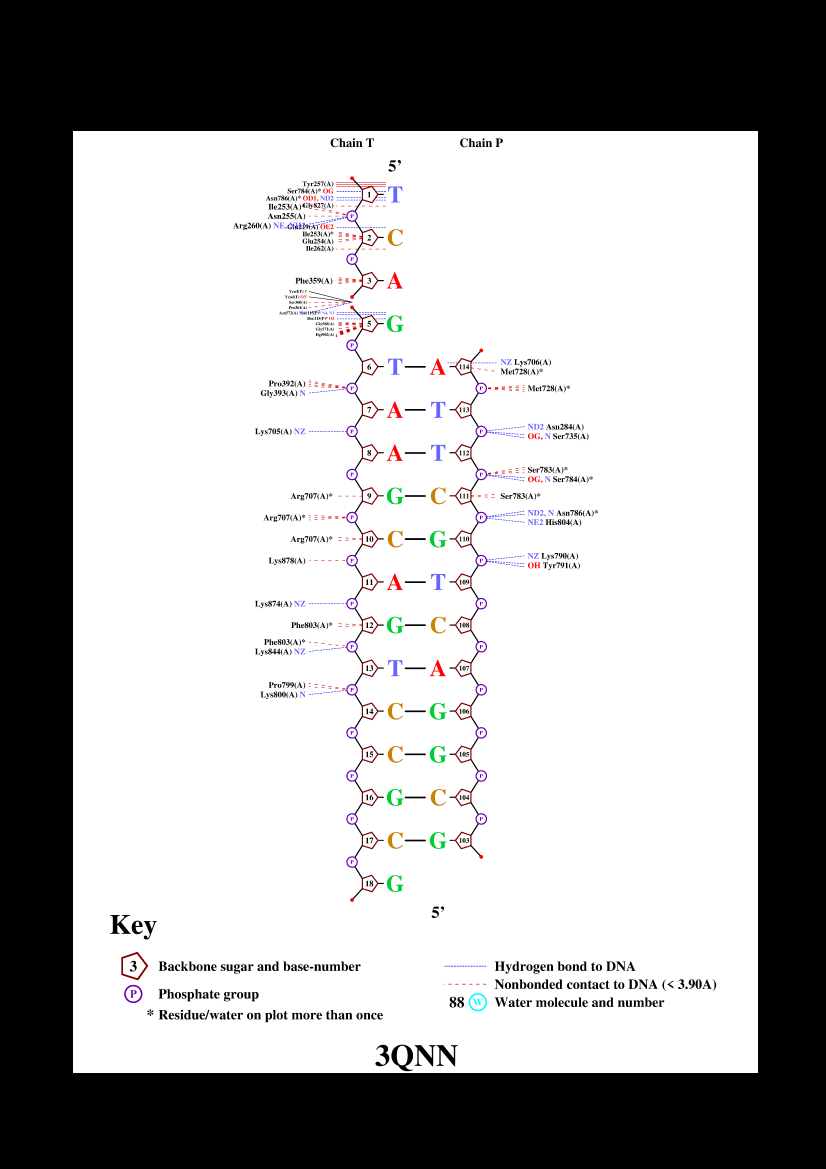 Chain T Chain P
5’
Tyr257(A)
Ser784(A)* OG
1 T
Asn786(A)* OD1, ND2
Ile253(A)* Gly827(A)
Asn255(A)
P
Arg260(A) NE,
OE2
Ile253(A)*
2 C
Glu254(A)
Ile262(A)
P
Phe359(A) 3 A
5 G
P
NZ Lys706(A)
6 T A 114
Met728(A)*
Pro392(A)
P P Met728(A)*
Gly393(A) N
7 A T 113
ND2 Asn284(A)
Lys705(A) NZ P P
OG, N Ser735(A)
8 A T 112
Ser783(A)*
P P
OG, N Ser784(A)*
Arg707(A)* 9 G C 111 Ser783(A)*
ND2, N Asn786(A)*
Arg707(A)* P P
NE2 His804(A)
Arg707(A)* 10 C G 110
NZ Lys790(A)
Lys878(A) P P
OH Tyr791(A)
11 A T 109
Lys874(A) NZ P P
Phe803(A)* 12 G C 108
Phe803(A)*
P P
Lys844(A) NZ
13 T A 107
Pro799(A)
P P
Lys800(A) N
14 C G 106
P P
15 C G 105
P P
16 G C 104
P P
17 C G 103
P
18 G
5’
Key
3 Backbone sugar and base-number
P Phosphate group
* Residue/water on plot more than once
Hydrogen bond to DNA
Nonbonded contact to DNA (< 3.90A)
88 W Water molecule and number
3QNN